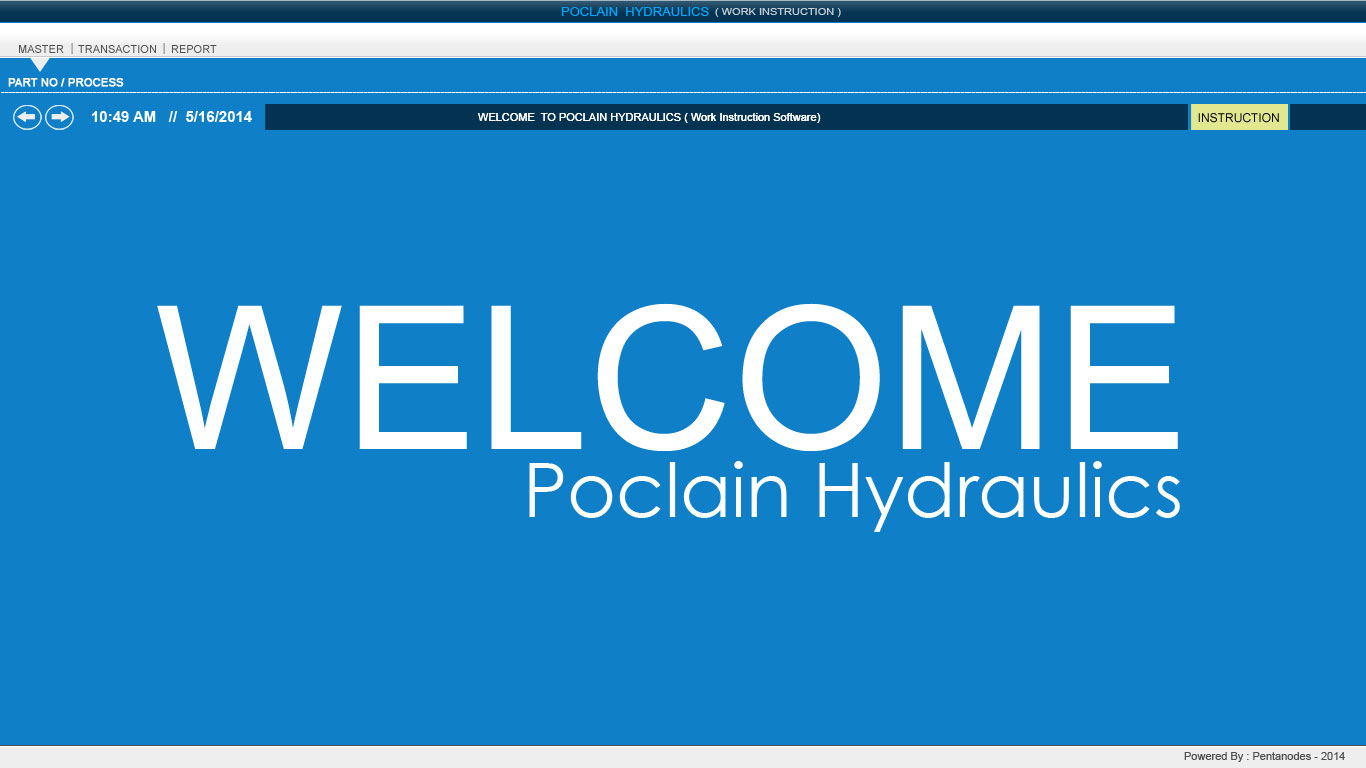 POCLAIN HYDRAULICS ( WORK INSTRUCTION )
MASTER | TRANSACTION | REPORT
PART NO / PROCESS
10:49 AM // 5/16/2014 WELCOME TO POCLAIN HYDRAULICS ( Work Instruction Software) INSTRUCTION
WELCOME
Poclain Hydraulics
Powered By : Pentanodes - 2014